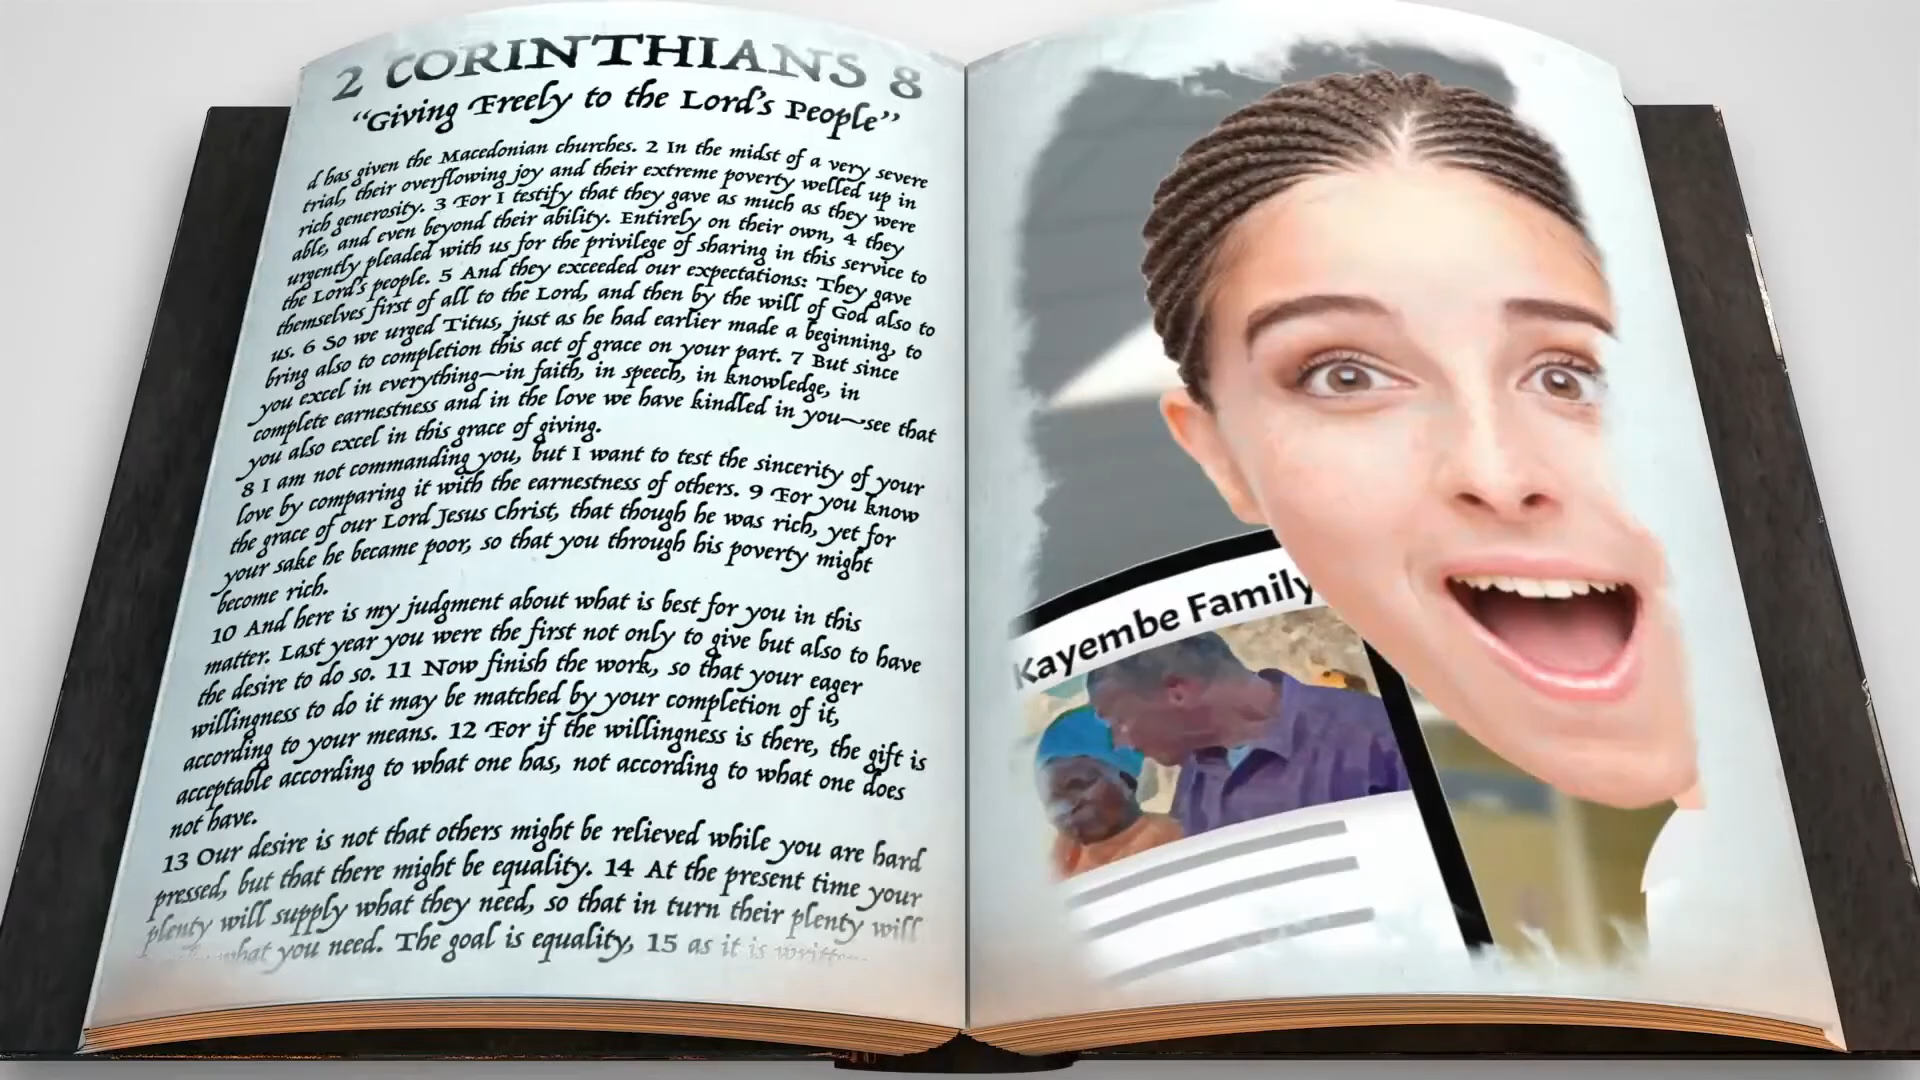 2 CORINTHIANS 8
“Giving Freely to the Lord’s People”
d has given the Macedonian churches. 2 In the midst of a very severe
trial, their overflowing joy and their extreme poverty welled up in
rich generosity. 3 For I testify that they gave as much as they were
able, and even beyond their ability. Entirely on their own, 4 they
urgently pleaded with us for the privilege of sharing in this service to
the Lord’s people. 5 And they exceeded our expectations: They gave
themselves first of all to the Lord, and then by the will of God also to
us. 6 So we urged Titus, just as he had earlier made a beginning, to
bring also to completion this act of grace on your part. 7 But since
you excel in everything—in faith, in speech, in knowledge, in
complete earnestness and in the love we have kindled in you—see that
you also excel in this grace of giving.
8 I am not commanding you, but I want to test the sincerity of your
love by comparing it with the earnestness of others. 9 For you know
the grace of our Lord Jesus Christ, that though he was rich, yet for
your sake he became poor, so that you through his poverty might
become rich.
10 And here is my judgment about what is best for you in this
matter. Last year you were the first not only to give but also to have
the desire to do so. 11 Now finish the work, so that your eager
willingness to do it may be matched by your completion of it,
according to your means. 12 For if the willingness is there, the gift is
acceptable according to what one has, not according to what one does
not have.
13 Our desire is not that others might be relieved while you are hard
pressed, but that there might be equality. 14 At the present time your
plenty will supply what they need, so that in turn their plenty will
what you need. The goal is equality, 15 as it is written
Kayembe Family